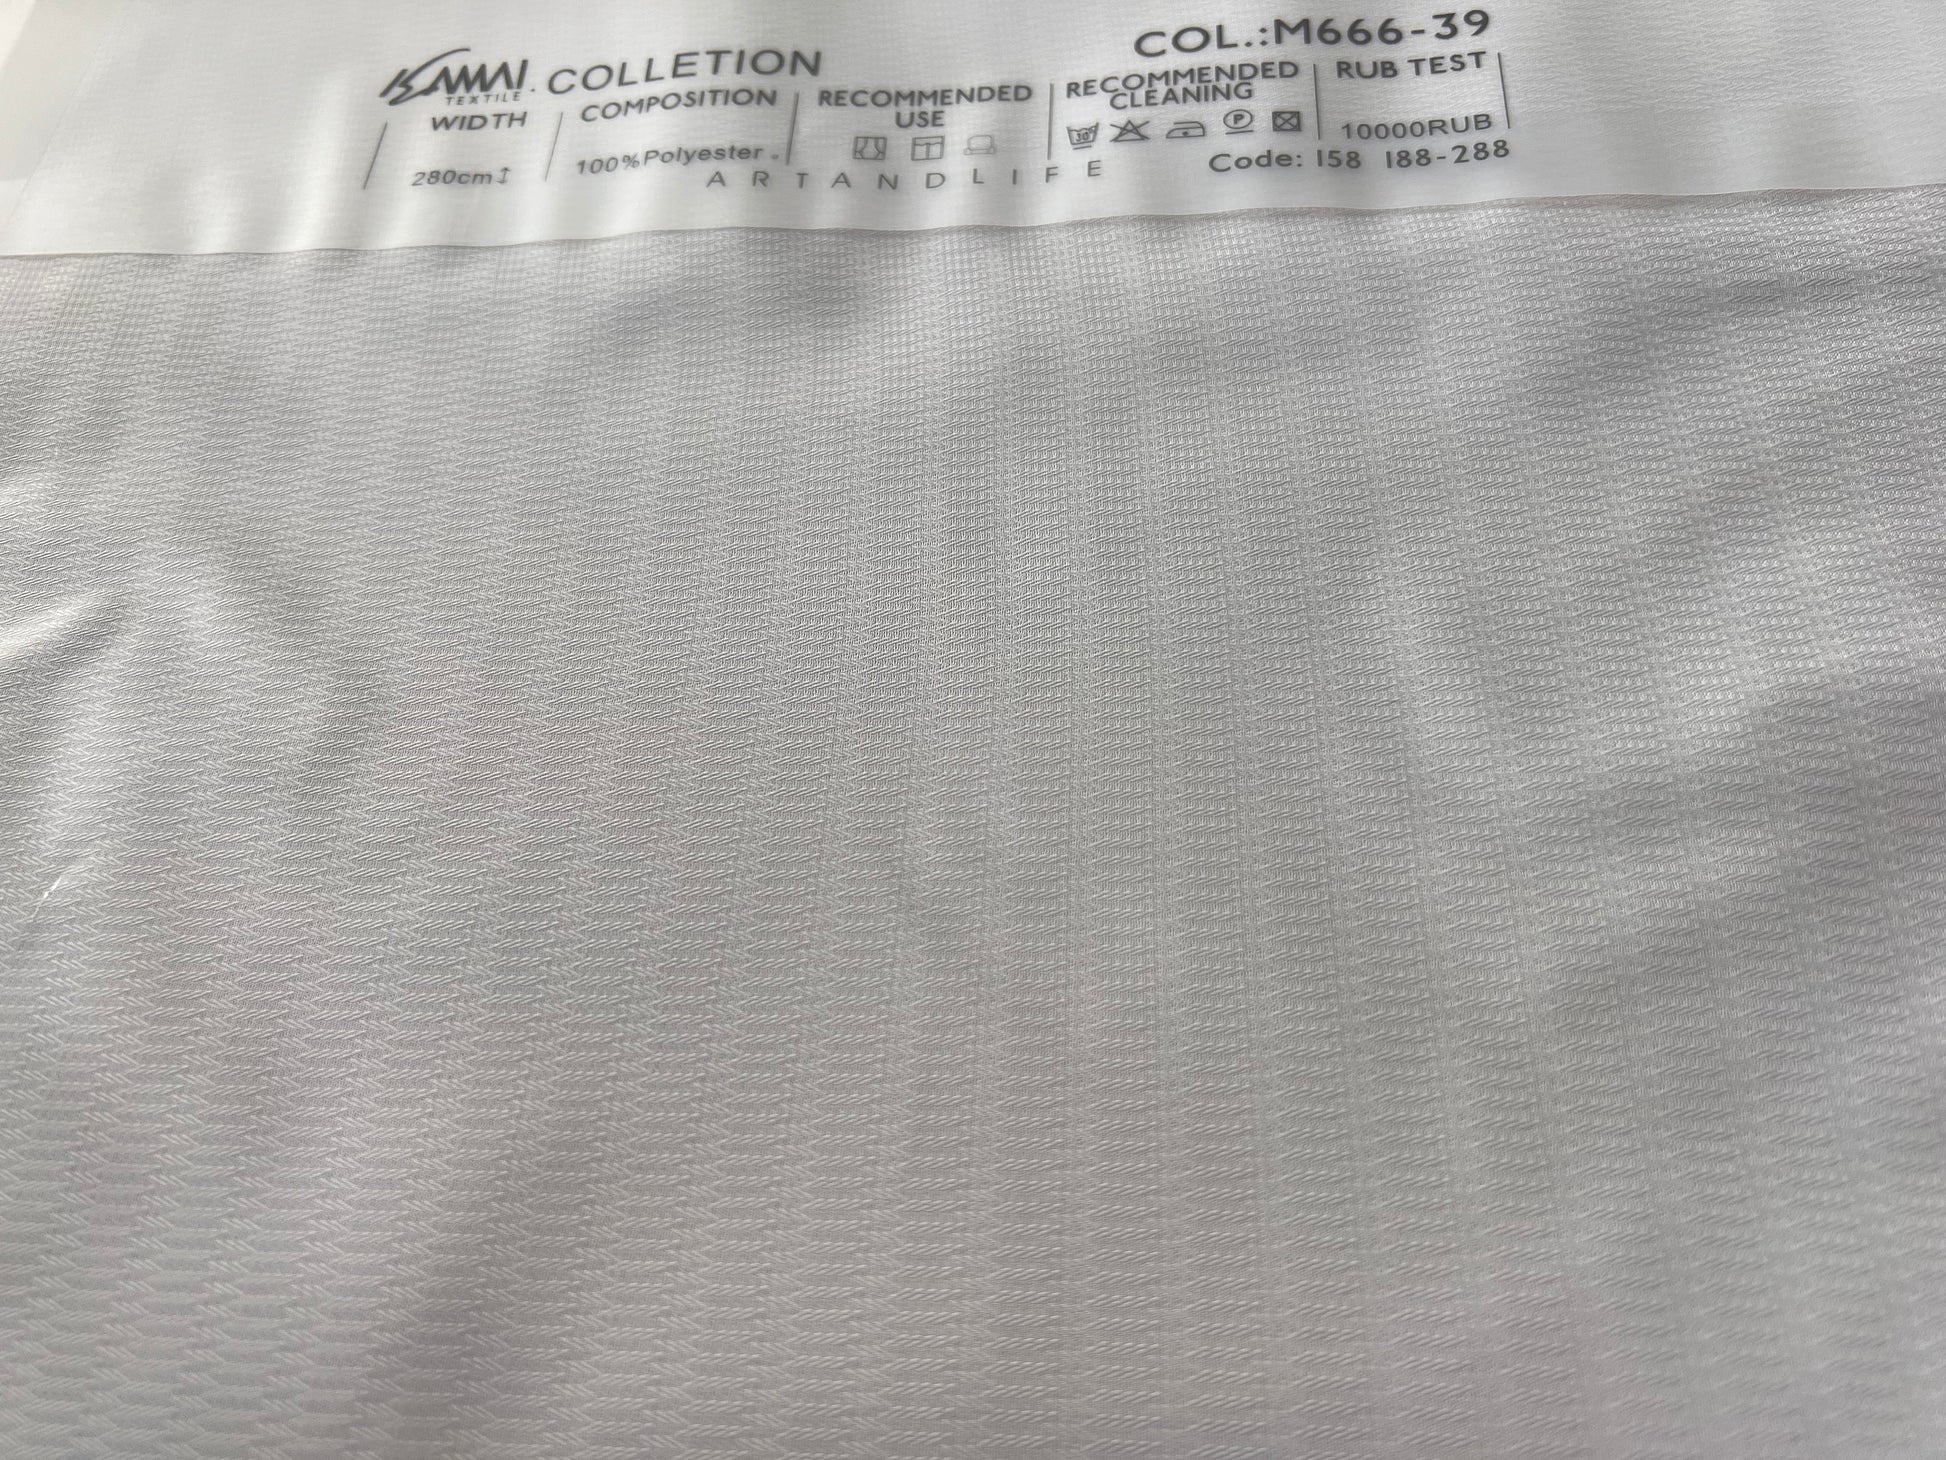 KAMAI. COLLETION
TEXTILE
COL.:M666-39
WIDTH
280cm
COMPOSITION
100%Polyester.
RECOMMENDED
USE
RECOMMENDED
CLEANING
30°
P
RUB TEST
10000RUB
Code: 158 188-288
ARTANDLIFE